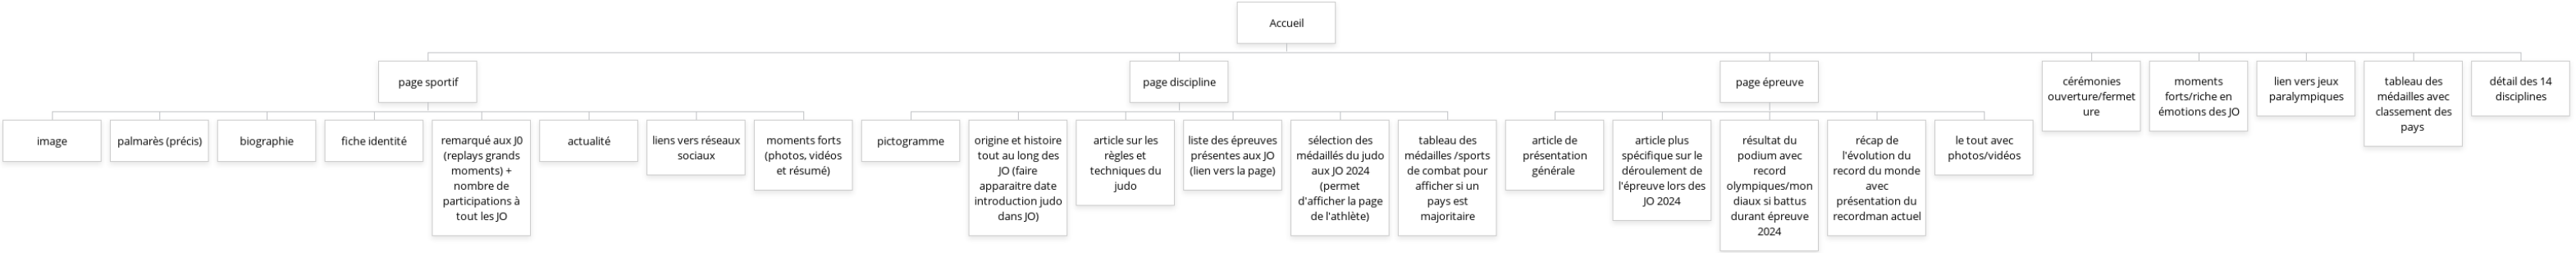 Accueil
page sportif
page discipline
page épreuve
cérémonies
ouverture/fermet
ure
moments
forts/riche en
émotions des JO
lien vers jeux
paralympiques
tableau des
médailles avec
classement des
pays
détail des 14
disciplines
image
palmarès (précis)
biographie
fiche identité
remarqué aux J0
(replays grands
moments) +
nombre de
participations à
tout les JO
actualité
liens vers réseaux
sociaux
moments forts
(photos, vidéos
et résumé)
pictogramme
origine et histoire
tout au long des
JO (faire
apparaitre date
introduction judo
dans JO)
article sur les
règles et
techniques du
judo
liste des épreuves
présentes aux JO
(lien vers la page)
sélection des
médaillés du judo
aux JO 2024
(permet
d'afficher la page
de l'athlète)
tableau des
médailles /sports
de combat pour
afficher si un
pays est
majoritaire
article de
présentation
générale
article plus
spécifique sur le
déroulement de
l'épreuve lors des
JO 2024
résultat du
podium avec
record
olympiques/mon
diaux si battus
durant épreuve
2024
récap de
l'évolution du
record du monde
avec
présentation du
recordman actuel
le tout avec
photos/vidéos